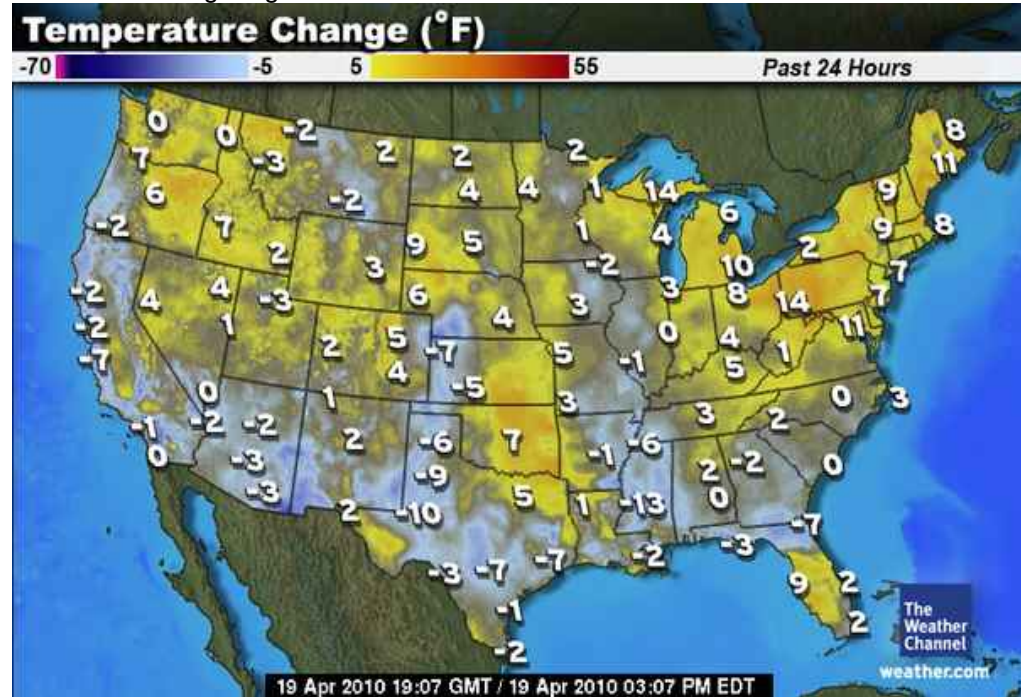 Temperature Change (°F)
-70 -5 5 55 Past 24 Hours
0 0 -2 2 2 2 8
7 -3 11
6 -2 4 4 1 14 9
-2 7 6 9 8
2 9 5 1 4 2
3 -2 10 7
-2 4 4 -3 6 3 3 8 14 7
-2 1 4 0 4 11
-7 2 5 -7 5 -1 1
4 5
0 1 -5 3 0 3
-1 -2 -2 2 -6 7 -1 -6 3 2
0 -3 -9 2 -2 0
-3 2 -10 5 1 -13 0
-7
-3 -7 -7 -2 -3
9 2
-1 2
-2
The
Weather
Channel
weather.com
19 Apr 2010 19:07 GMT / 19 Apr 2010 03:07 PM EDT